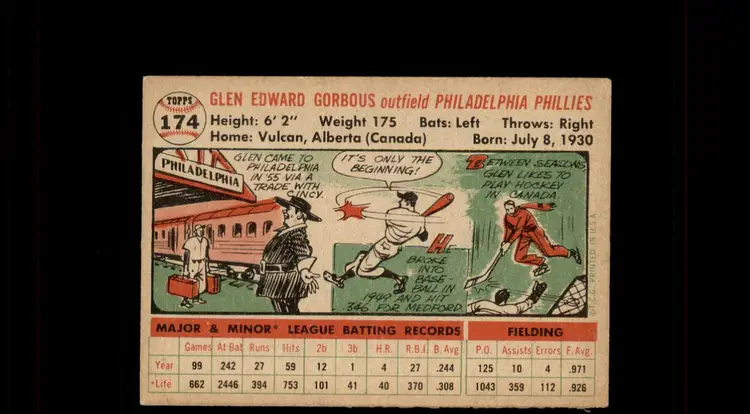 TOPPS
174
GLEN EDWARD GORBOUS outfield PHILADELPHIA PHILLIES
Height: 6' 2" Weight 175 Bats: Left Throws: Right
Home: Vulcan, Alberta (Canada) Born: July 8, 1930
PHILADELPHIA
GLEN CAME TO
PHILADELPHIA
IN '55 VIA A
TRADE WITH
CINCY.
IT'S ONLY THE
BEGINNING!
HE
BROKE
INTO
BASE-
BALL IN
1949 AND HIT
.346 FOR MEDFORD.
BETWEEN SEASONS,
GLEN LIKES TO
PLAY HOCKEY
IN CANADA.
©T.C.G. PRINTED IN U.S.A.
MAJOR & MINOR* LEAGUE BATTING RECORDS FIELDING
Games At Bat Runs Hits 2b 3b H.R. R.B.I. B. Avg. P.O. Assists Errors F. Avg.
Year 99 242 27 59 12 1 4 27 .244 125 10 4 .971
*Life 662 2446 394 753 101 41 40 370 .308 1043 359 112 .926